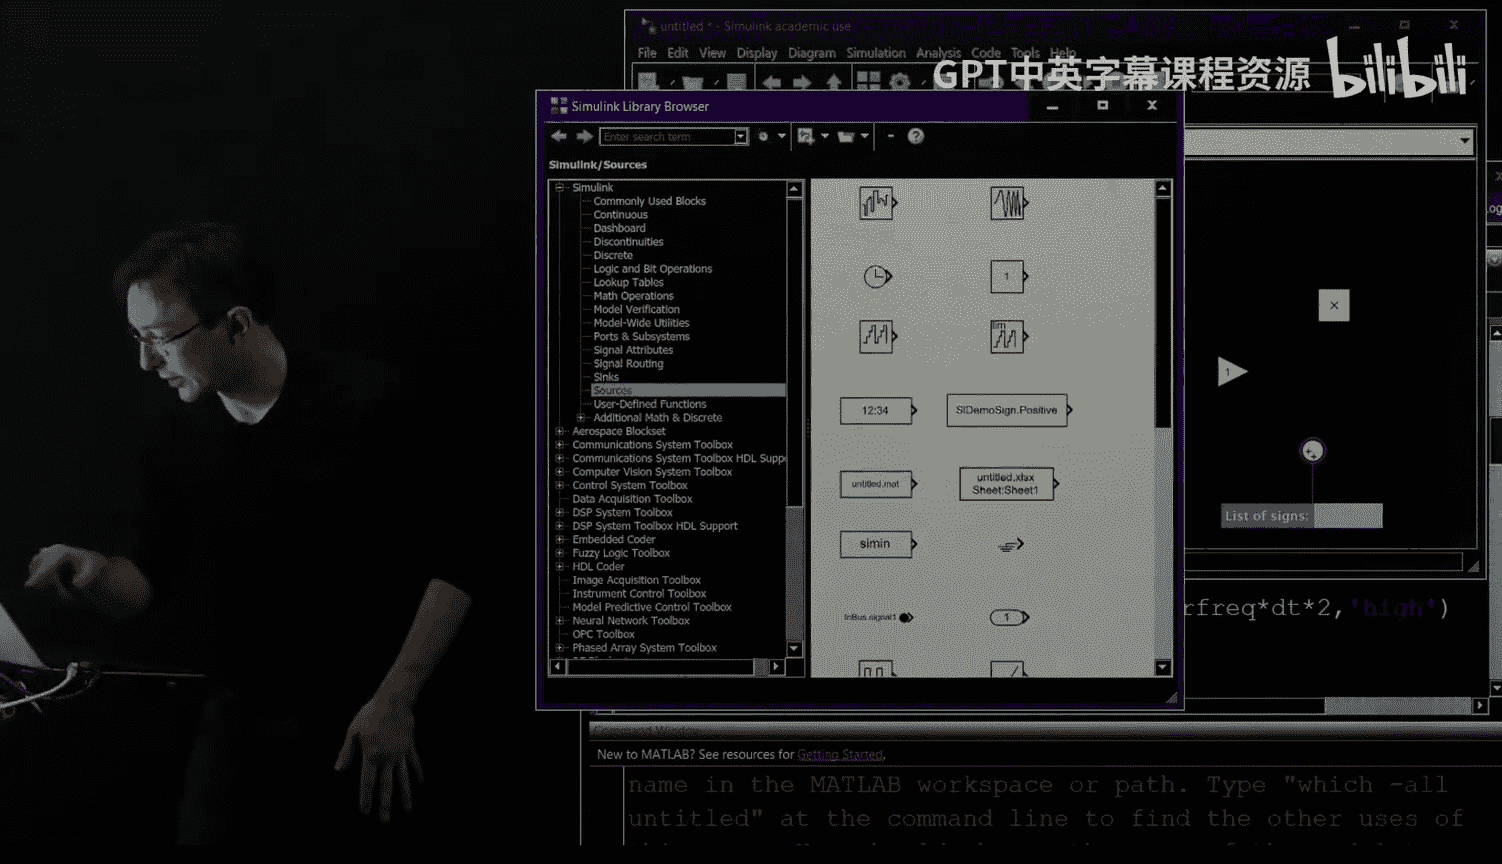 untitled * - Simulink academic use
File Edit View Display Diagram Simulation Analysis Code Tools Help
GPT中英字幕课程资源 bilibili
Simulink Library Browser
Enter search term
Simulink/Sources
Simulink
Commonly Used Blocks
Continuous
Dashboard
Discontinuities
Discrete
Logic and Bit Operations
Lookup Tables
Math Operations
Model Verification
Model-Wide Utilities
Ports & Subsystems
Signal Attributes
Signal Routing
Sinks
Sources
User-Defined Functions
Additional Math & Discrete
Aerospace Blockset
Communications System Toolbox
Communications System Toolbox HDL Supp
Computer Vision System Toolbox
Control System Toolbox
Data Acquisition Toolbox
DSP System Toolbox
DSP System Toolbox HDL Support
Embedded Coder
Fuzzy Logic Toolbox
HDL Coder
Image Acquisition Toolbox
Instrument Control Toolbox
Model Predictive Control Toolbox
Neural Network Toolbox
OPC Toolbox
Phased Array System Toolbox
1
lim
12:34
SlDemoSign.Positive
untitled.mat
untitled.xlsx
Sheet:Sheet1
simin
InBus.signal1
1
×
1
List of signs:
rfreq*dt*2,'high')
Command Window
New to MATLAB? See resources for Getting Started.
name in the MATLAB workspace or path. Type "which -all
untitled" at the command line to find the other uses of